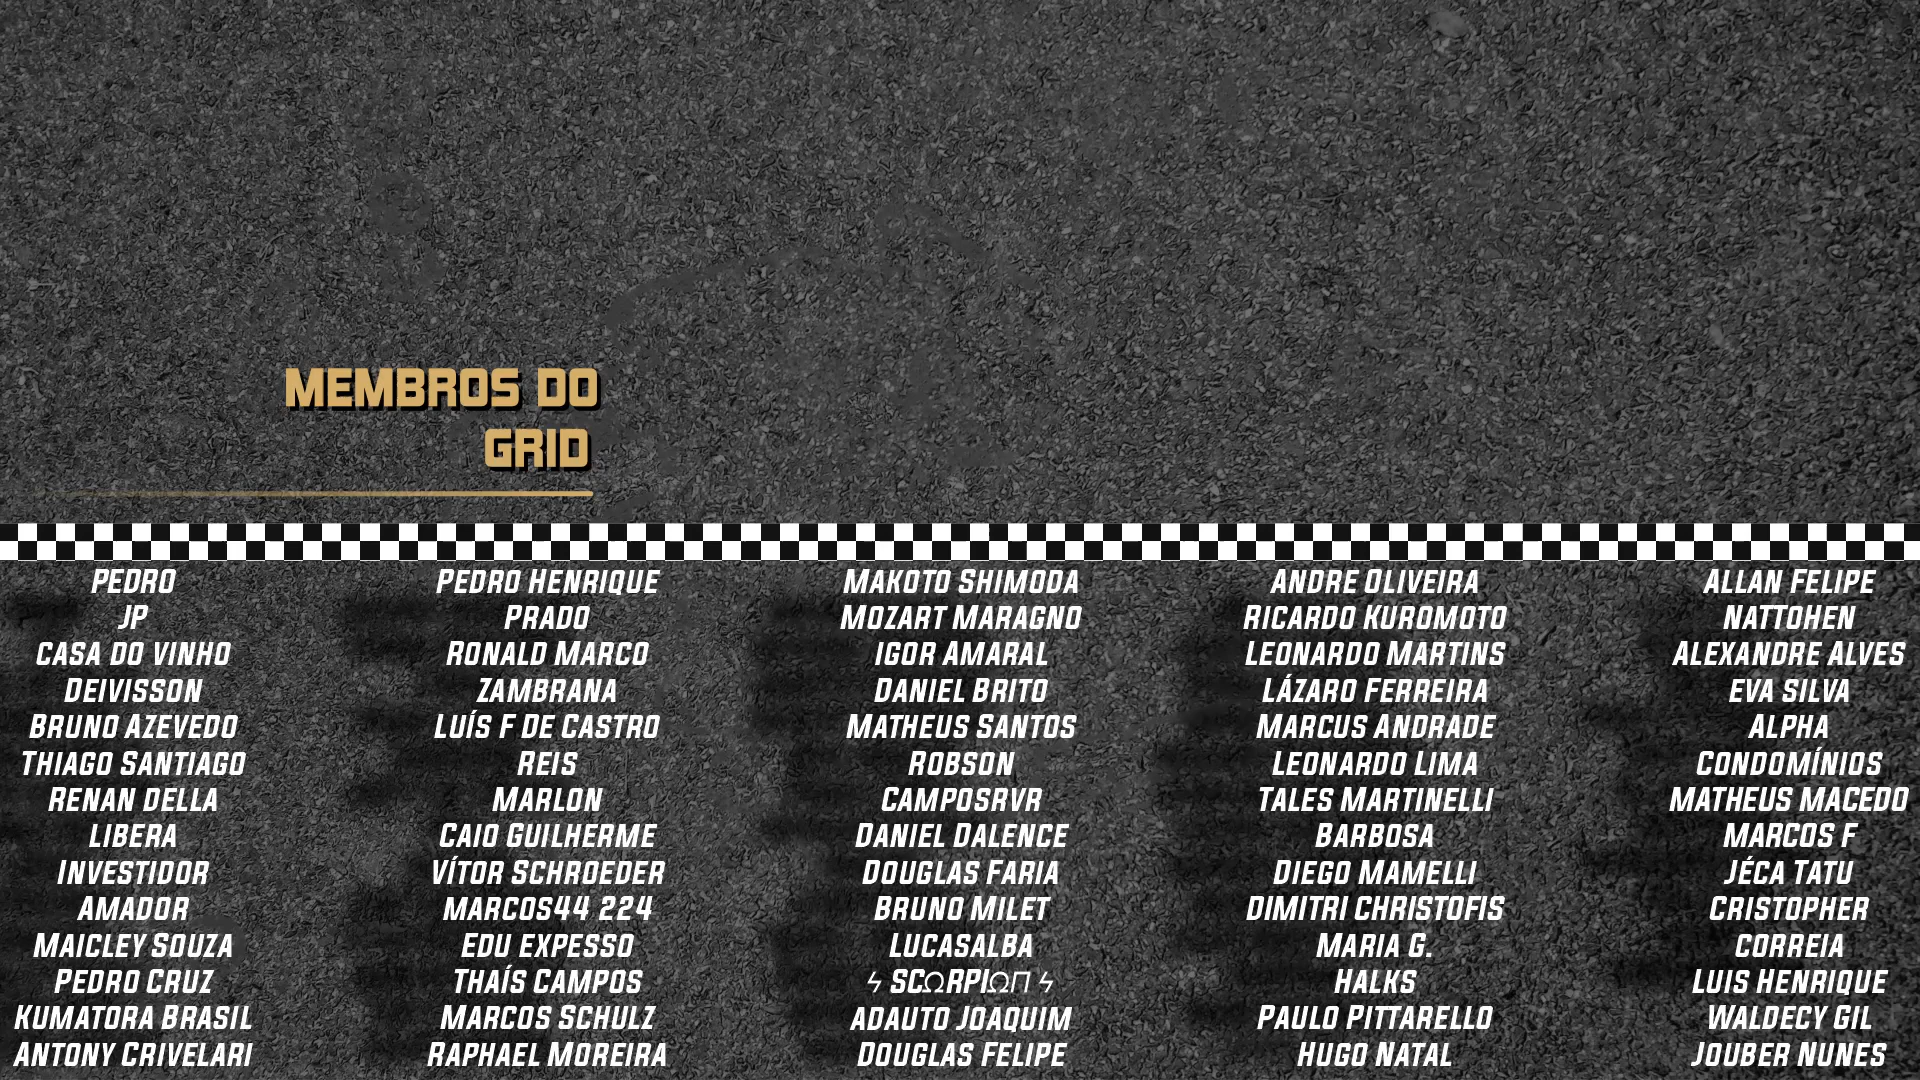 MEMBROS DO
GRID
PEDRO
JP
CASA DO VINHO
DEIVISSON
BRUNO AZEVEDO
THIAGO SANTIAGO
RENAN DELLA
LIBERA
INVESTIDOR
AMADOR
MAICLEY SOUZA
PEDRO CRUZ
KUMATORA BRASIL
ANTONY CRIVELARI
PEDRO HENRIQUE
PRADO
RONALD MARCO
ZAMBRANA
LUÍS F DE CASTRO
REIS
MARLON
CAIO GUILHERME
VÍTOR SCHROEDER
MARCOS44 224
EDU EXPESSO
THAÍS CAMPOS
MARCOS SCHULZ
RAPHAEL MOREIRA
MAKOTO SHIMODA
MOZART MARAGNO
IGOR AMARAL
DANIEL BRITO
MATHEUS SANTOS
ROBSON
CAMPOSRVR
DANIEL DALENCE
DOUGLAS FARIA
BRUNO MILET
LUCASALBA
ϟ SCΩRPIΩΠ ϟ
ADAUTO JOAQUIM
DOUGLAS FELIPE
ANDRE OLIVEIRA
RICARDO KUROMOTO
LEONARDO MARTINS
LÁZARO FERREIRA
MARCUS ANDRADE
LEONARDO LIMA
TALES MARTINELLI
BARBOSA
DIEGO MAMELLI
DIMITRI CHRISTOFIS
MARIA G.
HALKS
PAULO PITTARELLO
HUGO NATAL
ALLAN FELIPE
NATTOHEN
ALEXANDRE ALVES
EVA SILVA
ALPHA
CONDOMÍNIOS
MATHEUS MACEDO
MARCOS F
JÉCA TATU
CRISTOPHER
CORREIA
LUIS HENRIQUE
WALDECY GIL
JOUBER NUNES